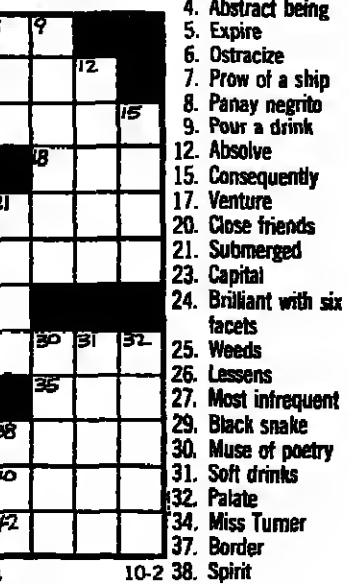 4. Abstract being
5. Expire
6. Ostracize
7. Prow of a ship
8. Panay negrito
9. Pour a drink
12. Absolve
15. Consequently
17. Venture
20. Close friends
21. Submerged
23. Capital
24. Brilliant with six
facets
25. Weeds
26. Lessens
27. Most infrequent
29. Black snake
30. Muse of poetry
31. Soft drinks
32. Palate
34. Miss Turner
37. Border
38. Spirit
9
12
15
18
30 31 32
35
10-2